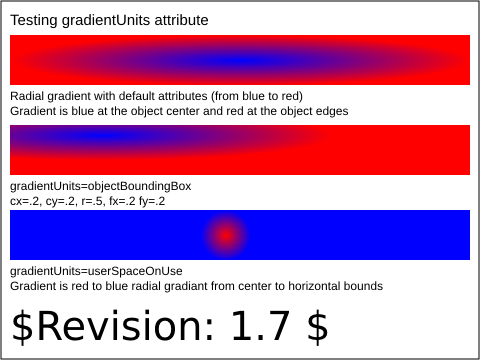 Testing gradientUnits attribute
Radial gradient with default attributes (from blue to red)
Gradient is blue at the object center and red at the object edges
gradientUnits=objectBoundingBox
cx=.2, cy=.2, r=.5, fx=.2 fy=.2
gradientUnits=userSpaceOnUse
Gradient is red to blue radial gradiant from center to horizontal bounds
$Revision: 1.7 $